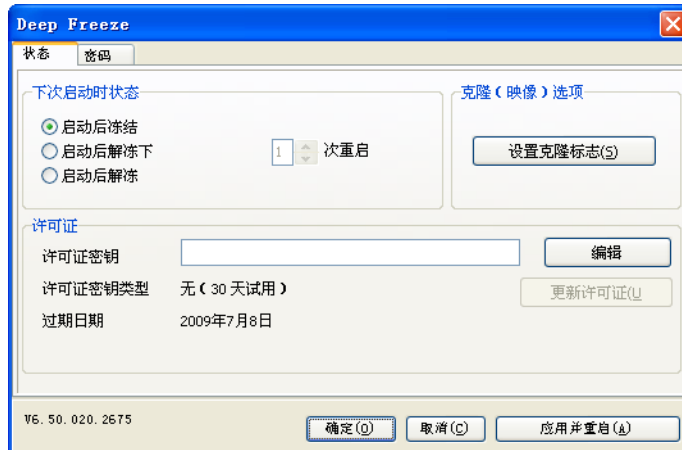 Deep Freeze
状态 密码
下次启动时状态 克隆(映像)选项
启动后冻结
启动后解冻下 1 次重启 设置克隆标志(S)
启动后解冻
许可证
许可证密钥 编辑
许可证密钥类型 无(30天试用) 更新许可证(U
过期日期 2009年7月8日
V6.50.020.2675 确定(O) 取消(C) 应用并重启(A)